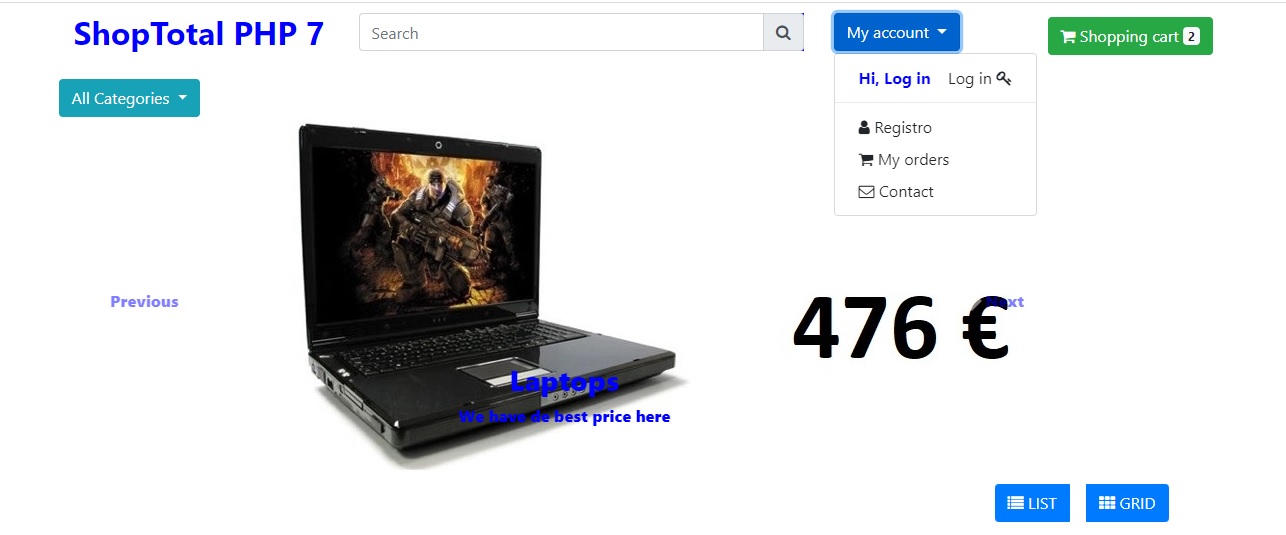 ShopTotal PHP 7
Search
My account
Shopping cart 2
Hi, Log in Log in
All Categories
Registro
My orders
Contact
Previous
476 €
Next
Laptops
We have de best price here
LIST
GRID